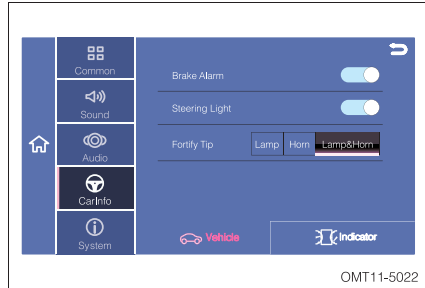 Common
Sound
Audio
CarInfo
System
Brake Alarm
Steering Light
Fortify Tip Lamp Horn Lamp&Horn
Vehicle Indicator
OMT11-5022